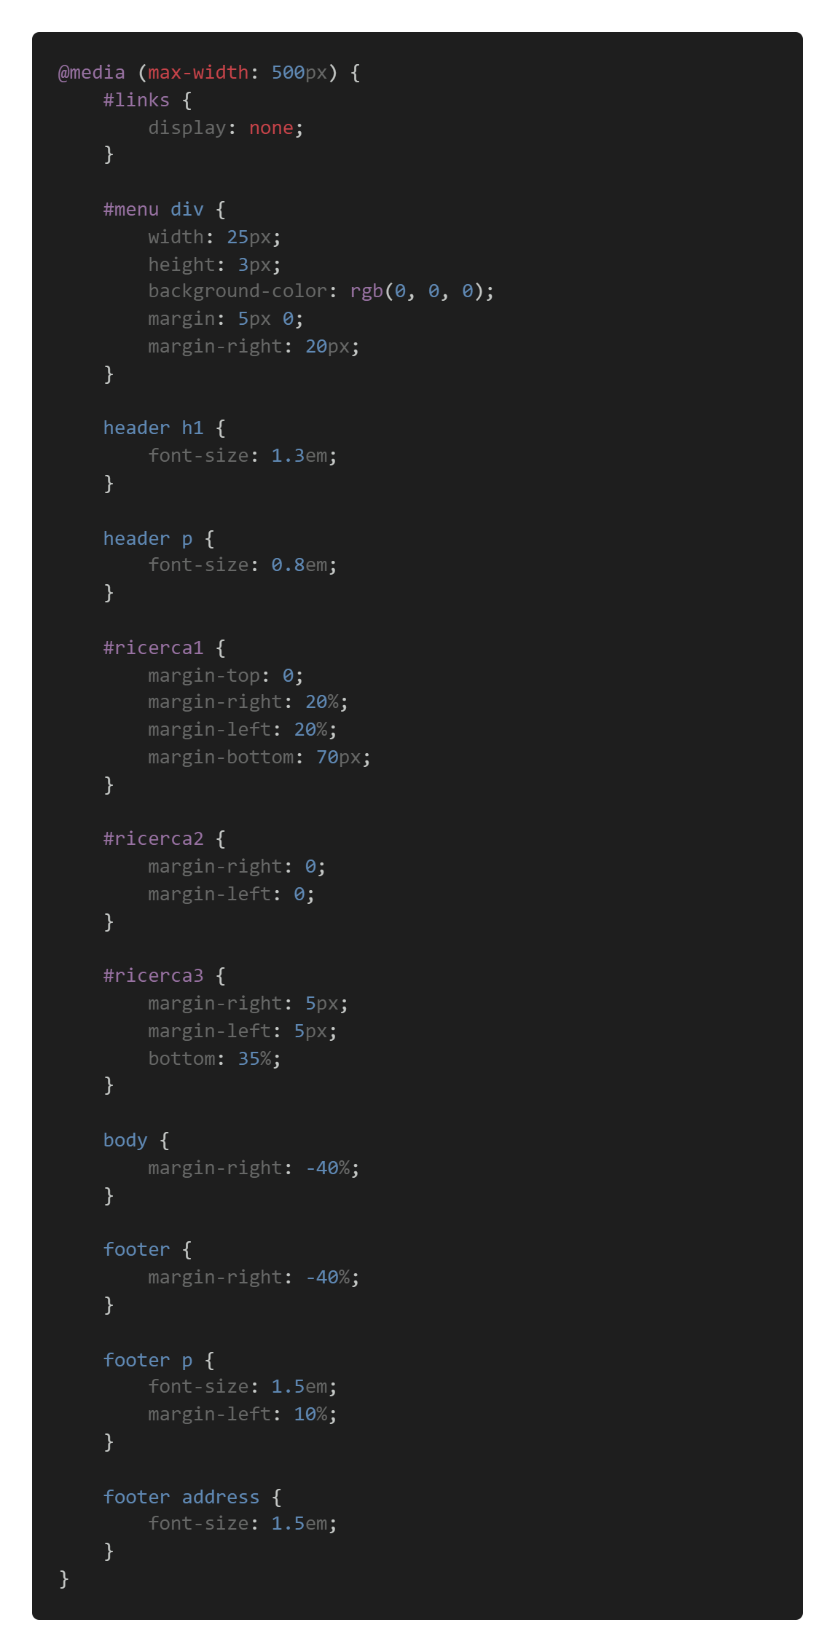 @media (max-width: 500px) {
    #links {
        display: none;
    }

    #menu div {
        width: 25px;
        height: 3px;
        background-color: rgb(0, 0, 0);
        margin: 5px 0;
        margin-right: 20px;
    }

    header h1 {
        font-size: 1.3em;
    }

    header p {
        font-size: 0.8em;
    }

    #ricerca1 {
        margin-top: 0;
        margin-right: 20%;
        margin-left: 20%;
        margin-bottom: 70px;
    }

    #ricerca2 {
        margin-right: 0;
        margin-left: 0;
    }

    #ricerca3 {
        margin-right: 5px;
        margin-left: 5px;
        bottom: 35%;
    }

    body {
        margin-right: -40%;
    }

    footer {
        margin-right: -40%;
    }

    footer p {
        font-size: 1.5em;
        margin-left: 10%;
    }

    footer address {
        font-size: 1.5em;
    }
}